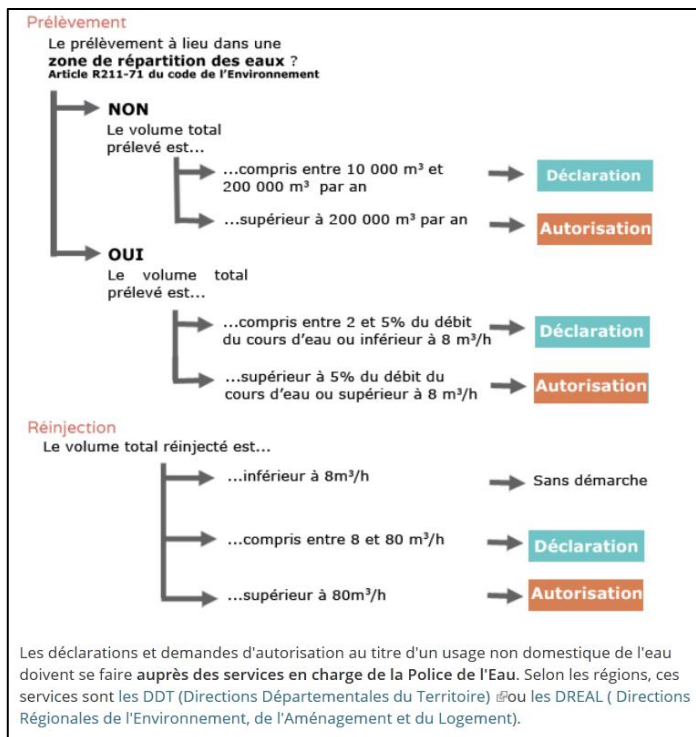 Prélèvement
Le prélèvement à lieu dans une
zone de répartition des eaux ?
Article R211-71 du code de l'Environnement
NON
Le volume total
prélevé est...
...compris entre 10 000 m³ et
200 000 m³ par an
Déclaration
...supérieur à 200 000 m³ par an
Autorisation
OUI
Le volume total
prélevé est...
...compris entre 2 et 5% du débit
du cours d'eau ou inférieur à 8 m³/h
Déclaration
...supérieur à 5% du débit du
cours d'eau ou supérieur à 8 m³/h
Autorisation
Réinjection
Le volume total réinjecté est...
...inférieur à 8m³/h
Sans démarche
...compris entre 8 et 80 m³/h
Déclaration
...supérieur à 80m³/h
Autorisation
Les déclarations et demandes d'autorisation au titre d'un usage non domestique de l'eau
doivent se faire auprès des services en charge de la Police de l'Eau. Selon les régions, ces
services sont les DDT (Directions Départementales du Territoire) ou les DREAL ( Directions
Régionales de l'Environnement, de l'Aménagement et du Logement).